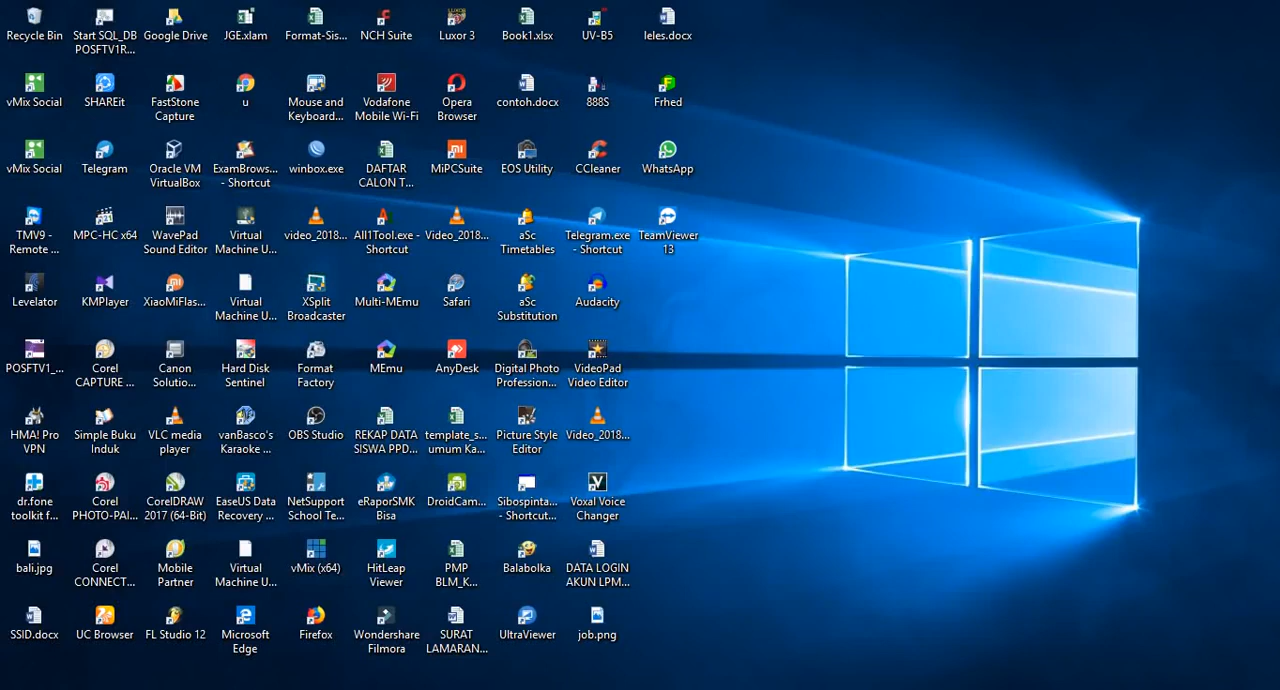 Recycle Bin
Start SQL_DB
POSFTV1R...
Google Drive
JGE.xlam
Format-Sis...
NCH Suite
Luxor 3
Book1.xlsx
UV-B5
leles.docx
vMix Social
SHAREit
FastStone
Capture
u
Mouse and
Keyboard...
Vodafone
Mobile Wi-Fi
Opera
Browser
contoh.docx
888S
Frhed
vMix Social
Telegram
Oracle VM
VirtualBox
ExamBrows...
- Shortcut
winbox.exe
DAFTAR
CALON T...
MiPCSuite
EOS Utility
CCleaner
WhatsApp
TMV9 -
Remote ...
MPC-HC x64
WavePad
Sound Editor
Virtual
Machine U...
video_2018...
All1Tool.exe -
Shortcut
Video_2018...
aSc
Timetables
Telegram.exe
- Shortcut
TeamViewer
13
Levelator
KMPlayer
XiaoMiFlas...
Virtual
Machine U...
XSplit
Broadcaster
Multi-MEmu
Safari
aSc
Substitution
Audacity
POSFTV1_...
Corel
CAPTURE ...
Canon
Solutio...
Hard Disk
Sentinel
Format
Factory
MEmu
AnyDesk
Digital Photo
Profession...
VideoPad
Video Editor
HMA! Pro
VPN
Simple Buku
Induk
VLC media
player
vanBasco's
Karaoke ...
OBS Studio
REKAP DATA
SISWA PPD...
template_s...
umum Ka...
Picture Style
Editor
Video_2018...
dr.fone
toolkit f...
Corel
PHOTO-PAI...
CorelDRAW
2017 (64-Bit)
EaseUS Data
Recovery ...
NetSupport
School Te...
eRaporSMK
Bisa
DroidCam...
Sibospinta...
- Shortcut...
Voxal Voice
Changer
bali.jpg
Corel
CONNECT...
Mobile
Partner
Virtual
Machine U...
vMix (x64)
HitLeap
Viewer
PMP
BLM_K...
Balabolka
DATA LOGIN
AKUN LPM...
SSID.docx
UC Browser
FL Studio 12
Microsoft
Edge
Firefox
Wondershare
Filmora
SURAT
LAMARAN...
UltraViewer
job.png